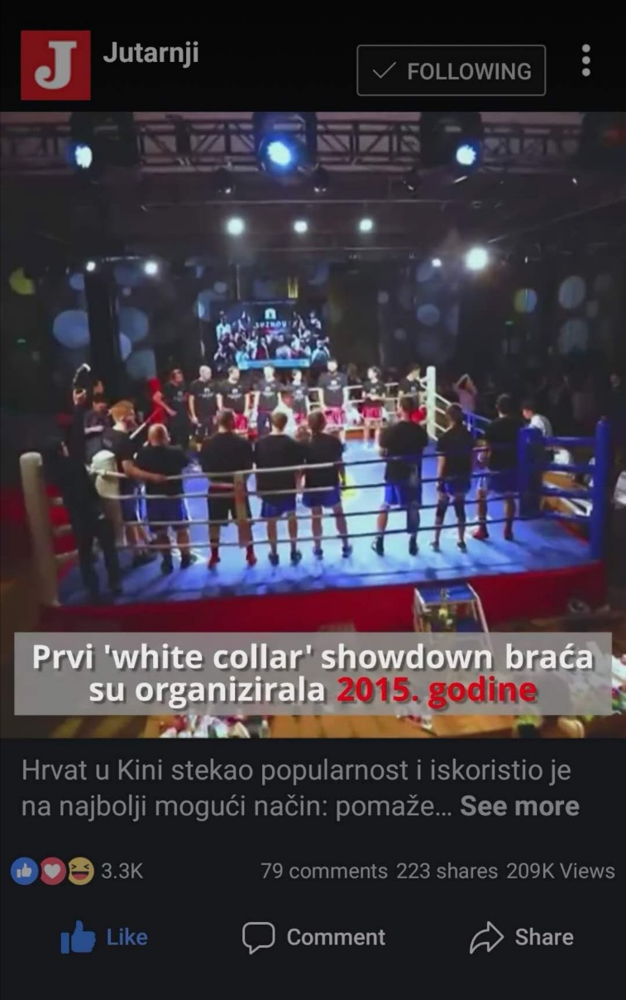 J
Jutarnji
FOLLOWING
Prvi 'white collar' showdown braća
su organizirala 2015. godine
Hrvat u Kini stekao popularnost i iskoristio je
na najbolji mogući način: pomaže... See more
3.3K
79 comments 223 shares 209K Views
Like
Comment
Share